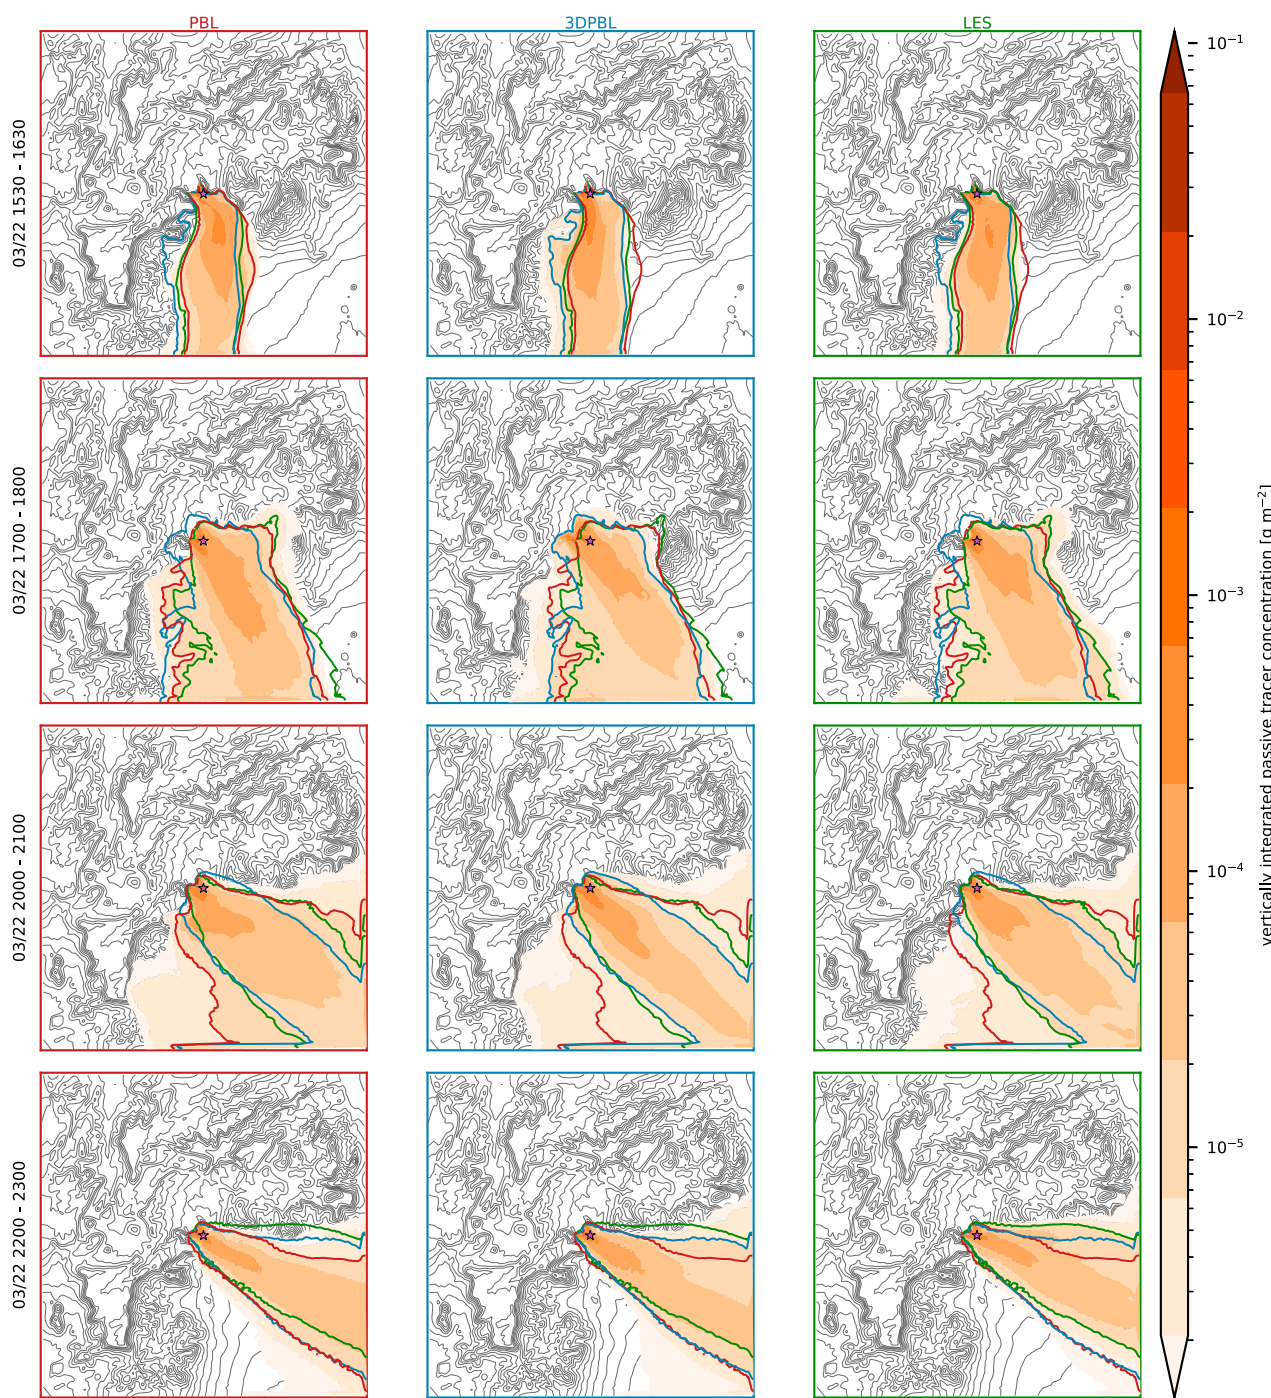 PBL 3DPBL LES
03/22 1530 - 1630
03/22 1700 - 1800
03/22 2000 - 2100
03/22 2200 - 2300
10⁻¹
10⁻²
10⁻³
10⁻⁴
10⁻⁵
vertically integrated passive tracer concentration [g m⁻²]